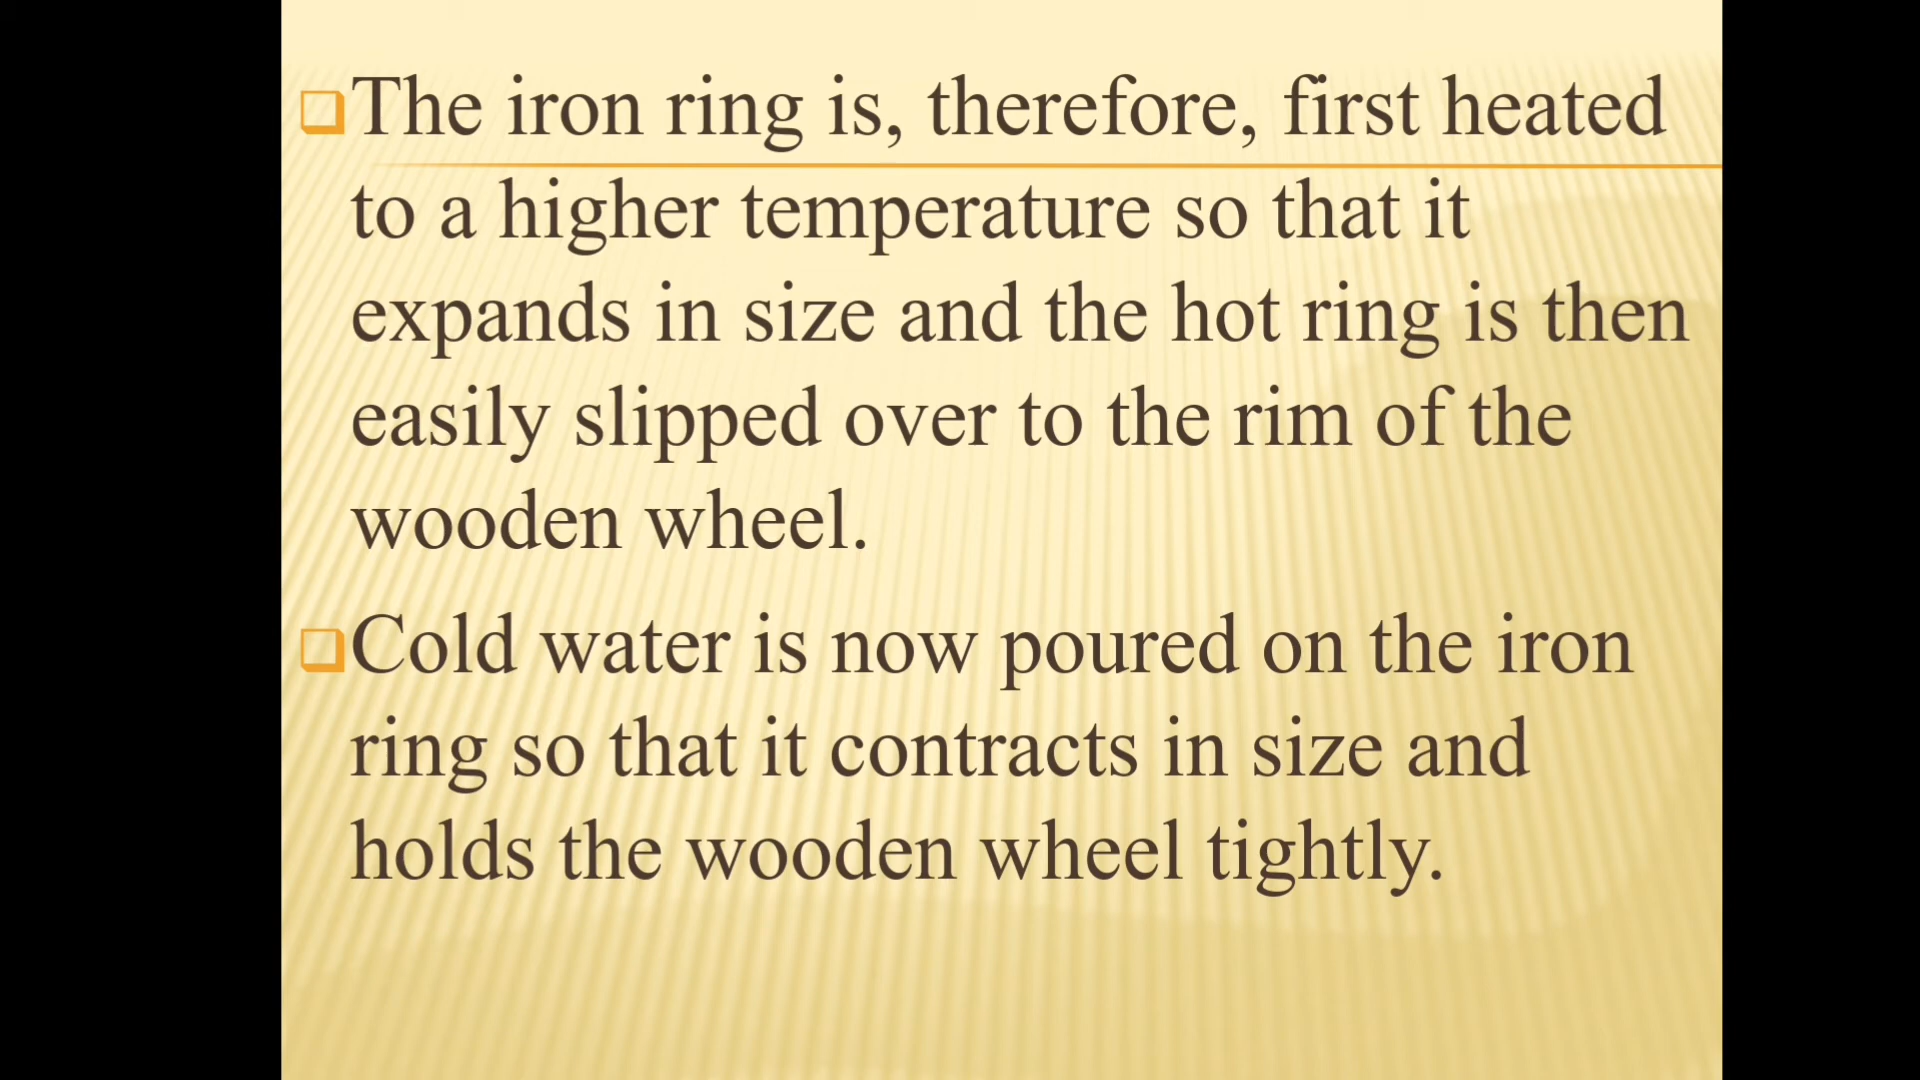 The iron ring is, therefore, first heated
to a higher temperature so that it
expands in size and the hot ring is then
easily slipped over to the rim of the
wooden wheel.
Cold water is now poured on the iron
ring so that it contracts in size and
holds the wooden wheel tightly.